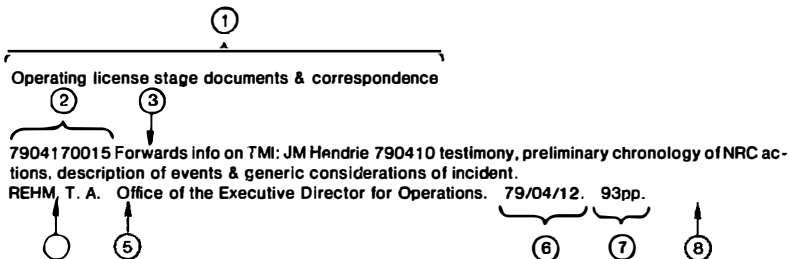 1
Operating license stage documents & correspondence
2 3
7904170015 Forwards info on TMI: JM Hendrie 790410 testimony, preliminary chronology of NRC ac-
tions, description of events & generic considerations of incident.
REHM, T. A. Office of the Executive Director for Operations. 79/04/12. 93pp.
5 6 7 8